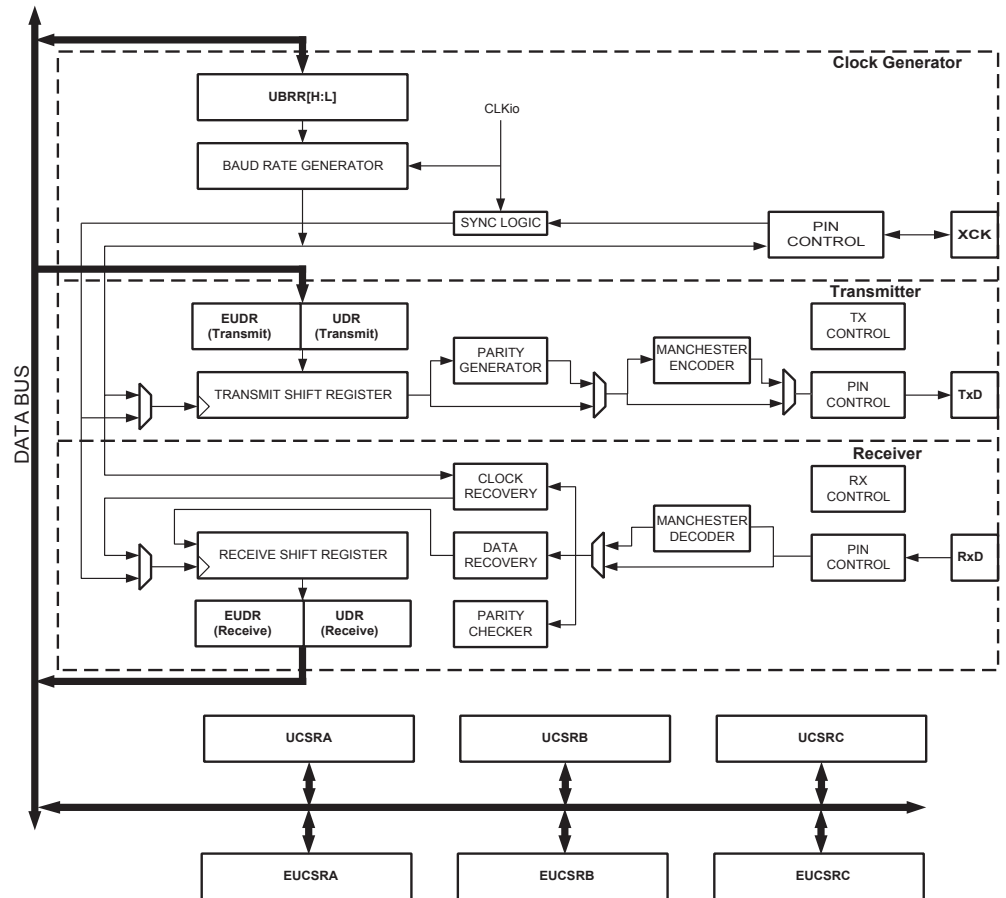 Clock Generator
UBRR[H:L]
CLKio
BAUD RATE GENERATOR
SYNC LOGIC
PIN
CONTROL
XCK
Transmitter
EUDR
(Transmit)
UDR
(Transmit)
TX
CONTROL
PARITY
GENERATOR
MANCHESTER
ENCODER
TRANSMIT SHIFT REGISTER
PIN
CONTROL
TxD
DATA BUS
Receiver
CLOCK
RECOVERY
RX
CONTROL
MANCHESTER
DECODER
RECEIVE SHIFT REGISTER
DATA
RECOVERY
PIN
CONTROL
RxD
EUDR
(Receive)
UDR
(Receive)
PARITY
CHECKER
UCSRA
UCSRB
UCSRC
EUCSRA
EUCSRB
EUCSRC